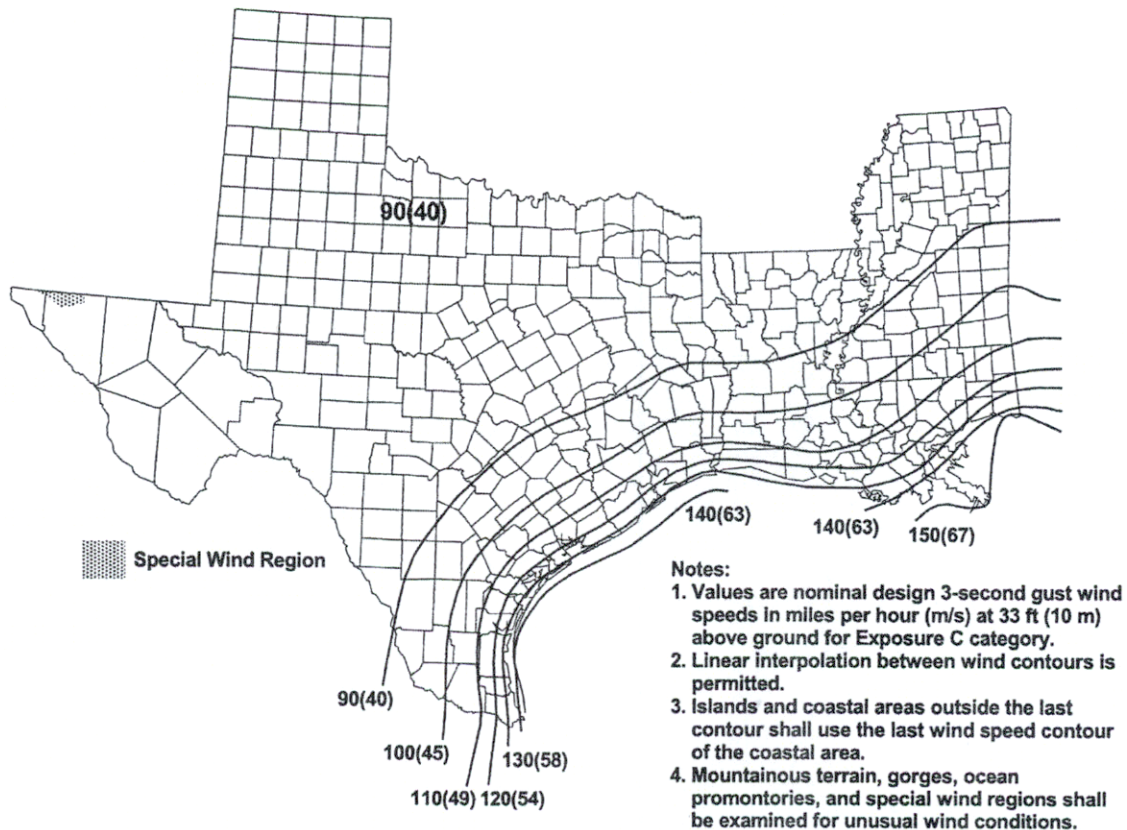 90(40)
Special Wind Region
140(63)
140(63)
150(67)
90(40)
100(45)
130(58)
110(49)
120(54)
Notes:
1. Values are nominal design 3-second gust wind
speeds in miles per hour (m/s) at 33 ft (10 m)
above ground for Exposure C category.
2. Linear interpolation between wind contours is
permitted.
3. Islands and coastal areas outside the last
contour shall use the last wind speed contour
of the coastal area.
4. Mountainous terrain, gorges, ocean
promontories, and special wind regions shall
be examined for unusual wind conditions.